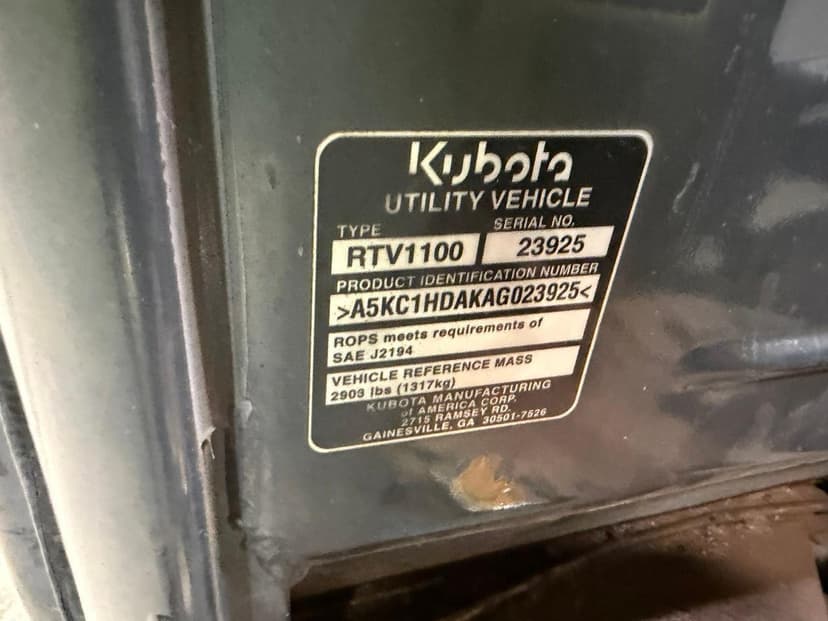 Kubota
UTILITY VEHICLE
TYPE SERIAL NO.
RTV1100 23925
PRODUCT IDENTIFICATION NUMBER
>A5KC1HDAKAG023925<
ROPS meets requirements of
SAE J2194
VEHICLE REFERENCE MASS
2903 lbs (1317kg)
KUBOTA MANUFACTURING
of AMERICA CORP.
2715 RAMSEY RD.
GAINESVILLE, GA 30501-7526